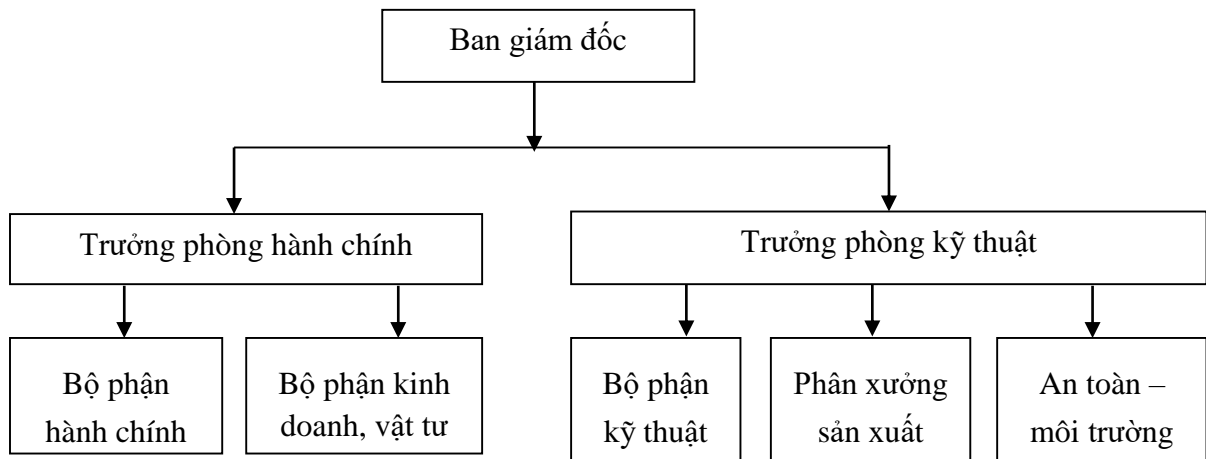 Ban giám đốc
Trưởng phòng hành chính
Trưởng phòng kỹ thuật
Bộ phận
hành chính
Bộ phận kinh
doanh, vật tư
Bộ phận
kỹ thuật
Phân xưởng
sản xuất
An toàn –
môi trường